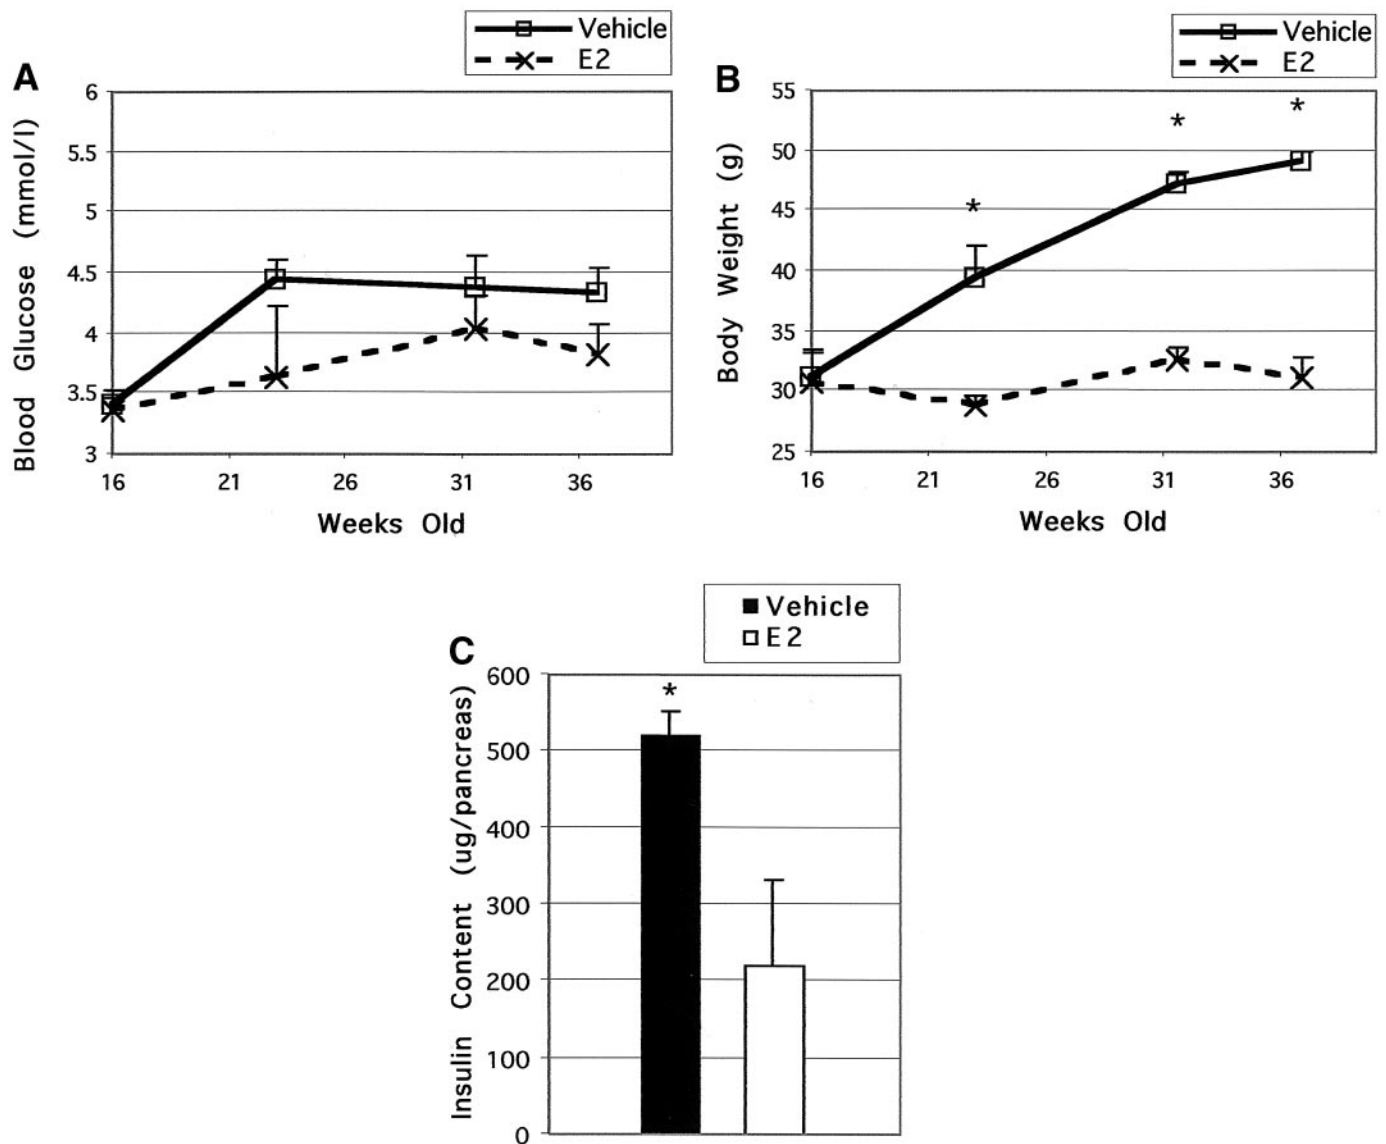 Vehicle
E2
A
Blood Glucose (mmol/l)
6
5.5
5
4.5
4
3.5
3
16 21 26 31 36
Weeks Old
Vehicle
E2
B
Body Weight (g)
55
50
45
40
35
30
25
* * *
16 21 26 31 36
Weeks Old
Vehicle
E2
C
Insulin Content (ug/pancreas)
600
500
400
300
200
100
0
*